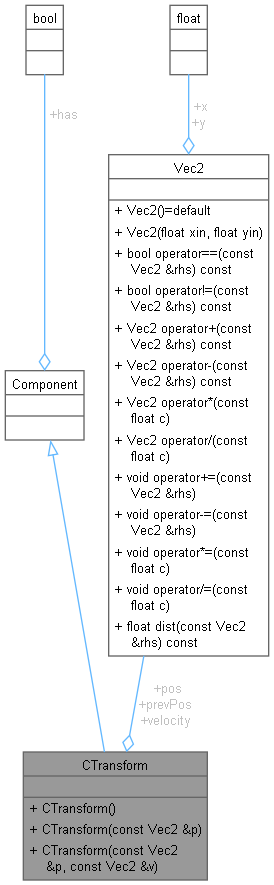 bool
float
+has
+x
+y
Vec2
+ Vec2()=default
+ Vec2(float xin, float yin)
+ bool operator==(const
Vec2 &rhs) const
+ bool operator!=(const
Vec2 &rhs) const
+ Vec2 operator+(const
Vec2 &rhs) const
+ Vec2 operator-(const
Vec2 &rhs) const
+ Vec2 operator*(const
float c)
+ Vec2 operator/(const
float c)
+ void operator+=(const
Vec2 &rhs)
+ void operator-=(const
Vec2 &rhs)
+ void operator*=(const
float c)
+ void operator/=(const
float c)
+ float dist(const Vec2
&rhs) const
Component
+pos
+prevPos
+velocity
CTransform
+ CTransform()
+ CTransform(const Vec2 &p)
+ CTransform(const Vec2
&p, const Vec2 &v)